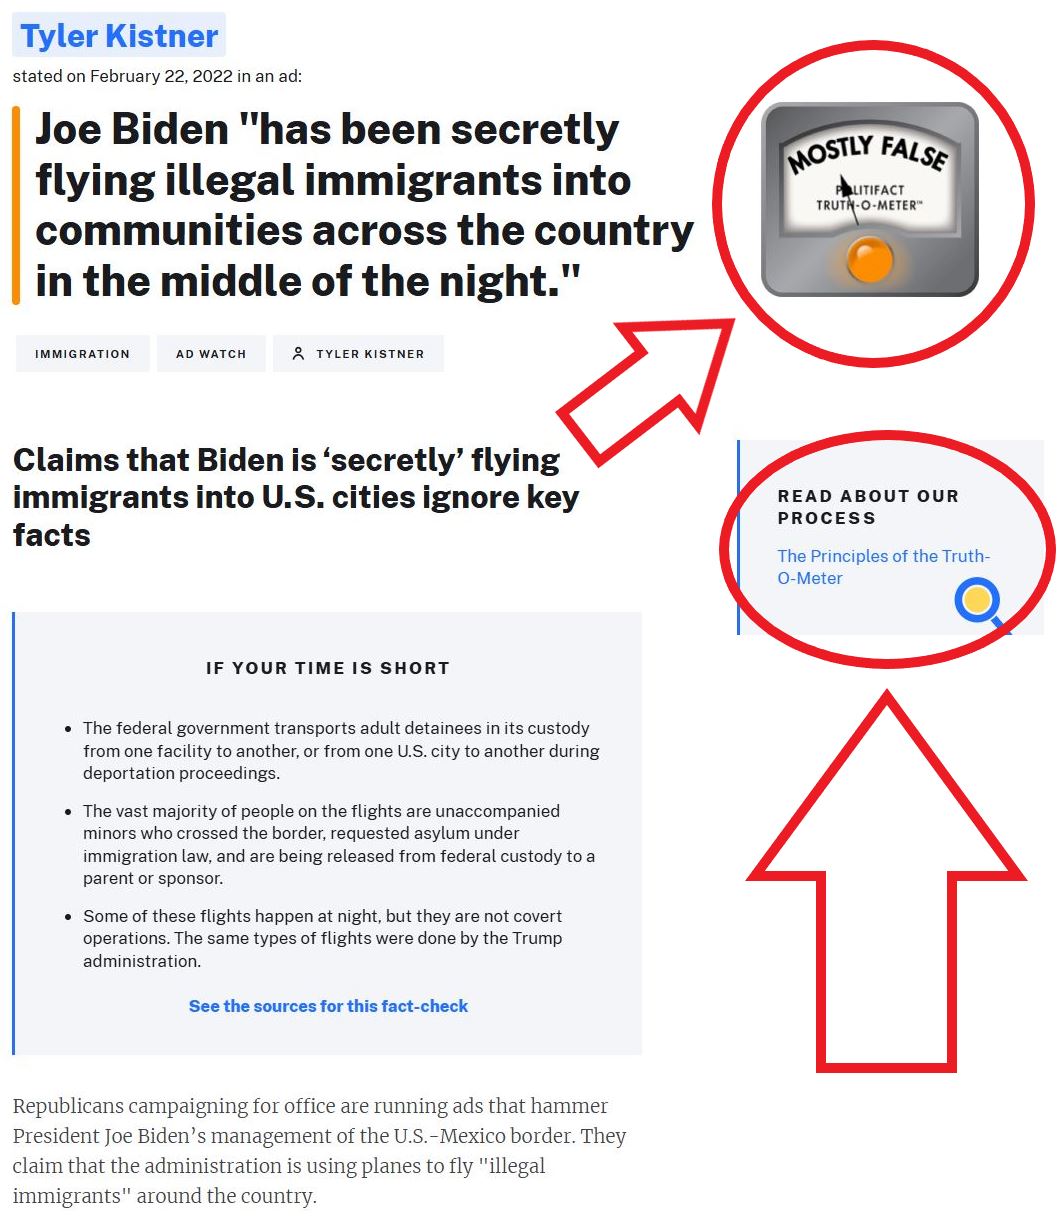 Tyler Kistner
stated on February 22, 2022 in an ad:
Joe Biden "has been secretly
flying illegal immigrants into
communities across the country
in the middle of the night."
MOSTLY FALSE
POLITIFACT
TRUTH-O-METER™
IMMIGRATION
AD WATCH
TYLER KISTNER
Claims that Biden is ‘secretly’ flying
immigrants into U.S. cities ignore key
facts
READ ABOUT OUR
PROCESS
The Principles of the Truth-
O-Meter
IF YOUR TIME IS SHORT
• The federal government transports adult detainees in its custody
from one facility to another, or from one U.S. city to another during
deportation proceedings.
• The vast majority of people on the flights are unaccompanied
minors who crossed the border, requested asylum under
immigration law, and are being released from federal custody to a
parent or sponsor.
• Some of these flights happen at night, but they are not covert
operations. The same types of flights were done by the Trump
administration.
See the sources for this fact-check
Republicans campaigning for office are running ads that hammer
President Joe Biden’s management of the U.S.-Mexico border. They
claim that the administration is using planes to fly "illegal
immigrants" around the country.